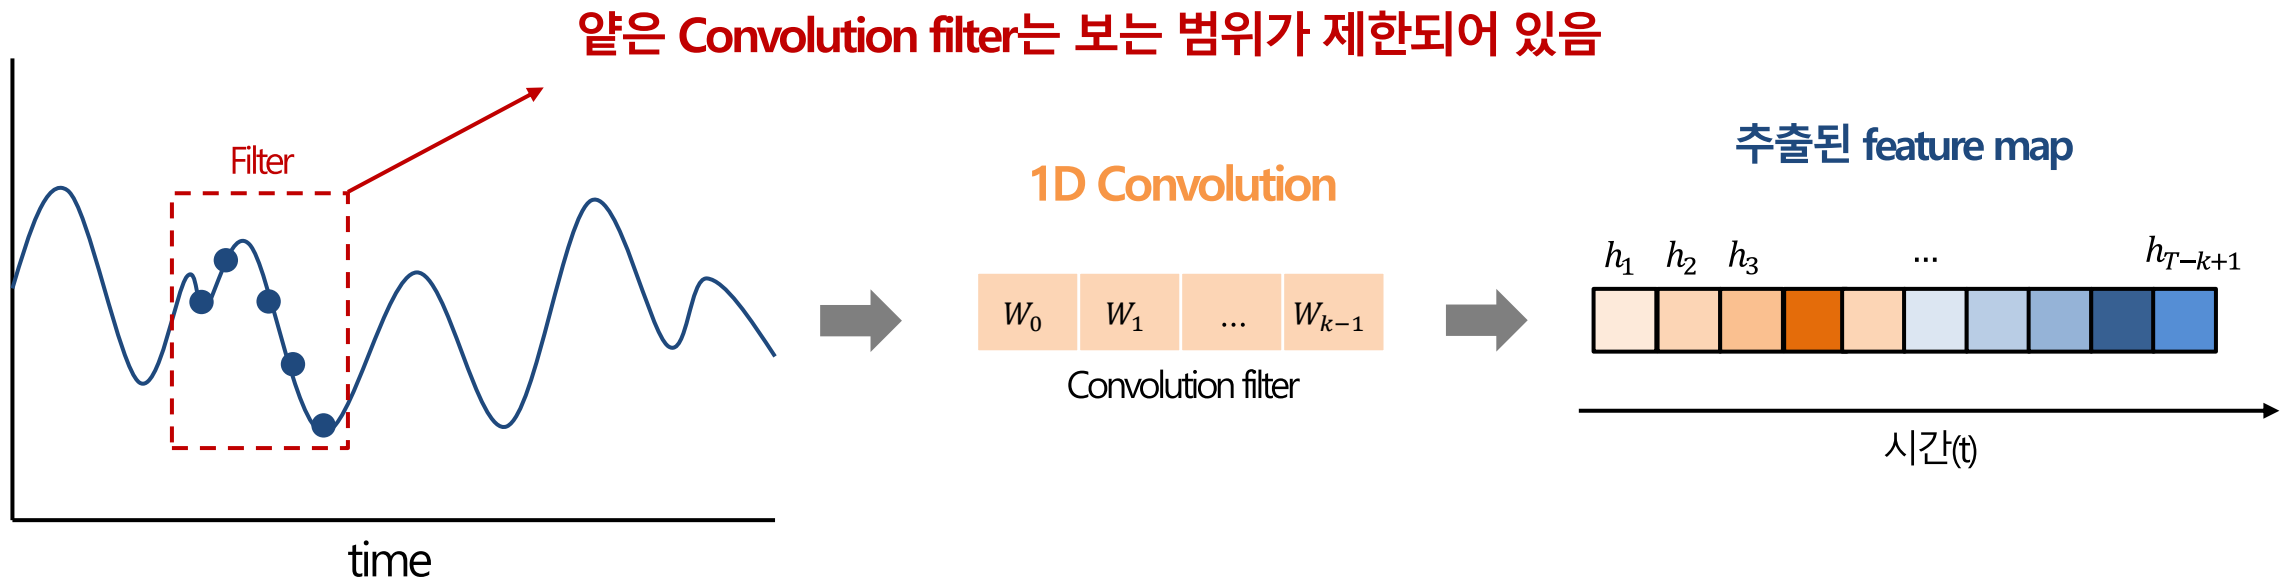 얕은 Convolution filter는 보는 범위가 제한되어 있음
Filter
time
1D Convolution
W₀ W₁ ... Wₖ₋₁
Convolution filter
추출된 feature map
h₁ h₂ h₃ ... h_{T−k+1}
시간(t)